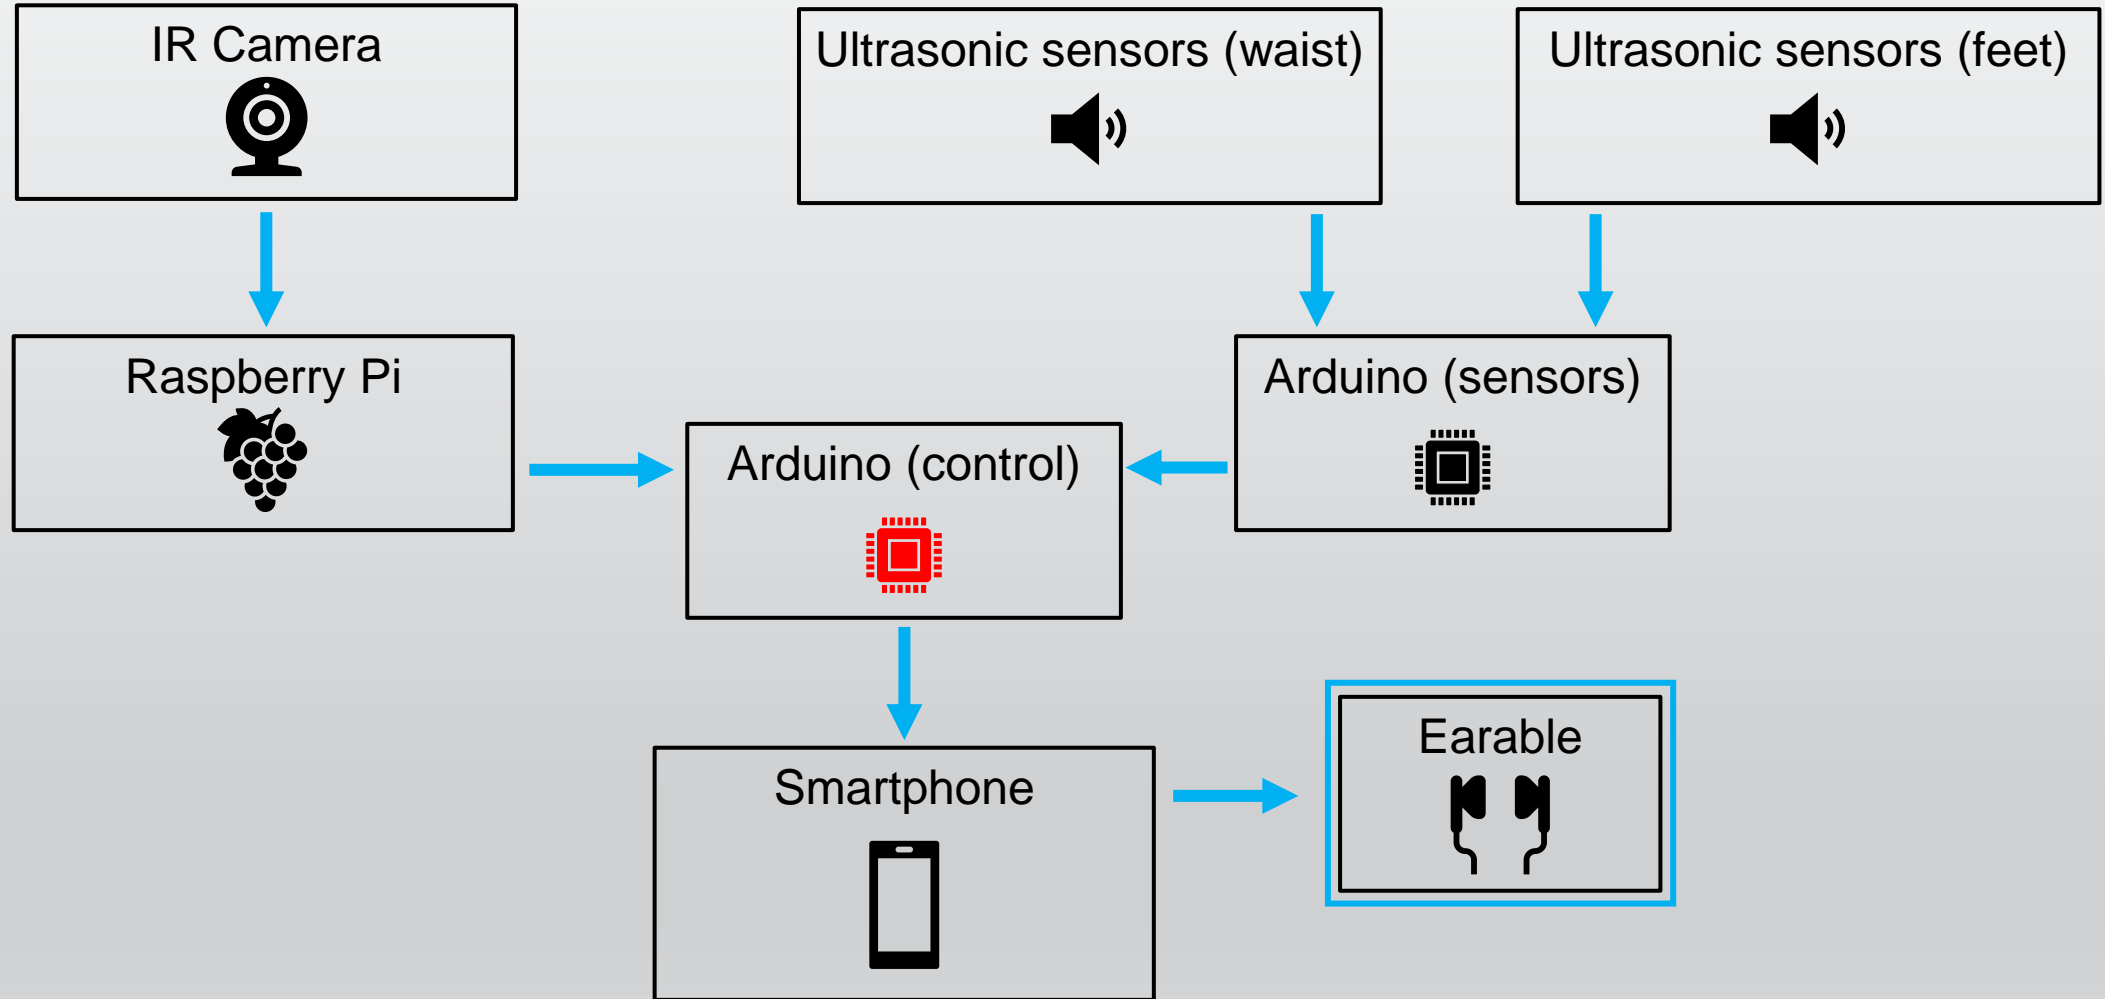 IR Camera
Ultrasonic sensors (waist)
Ultrasonic sensors (feet)
Raspberry Pi
Arduino (sensors)
Arduino (control)
Earable
Smartphone